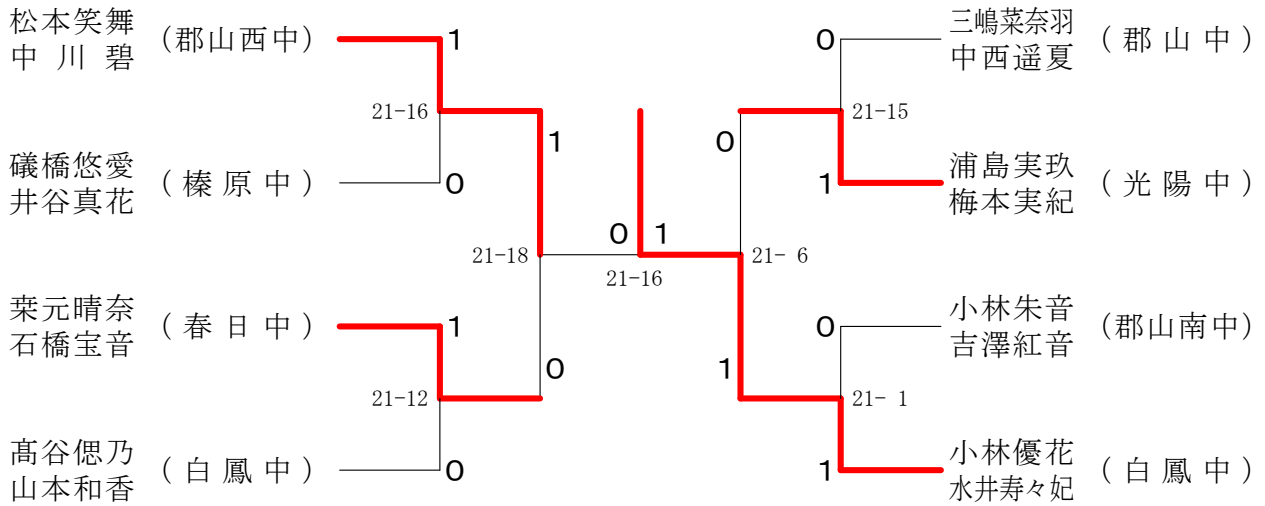 松本笑舞
中川碧
(郡山西中)
1
21-16
0
礒橋悠愛
井谷真花
(榛原中)
1
21-18
0
桒元晴奈
石橋宝音
(春日中)
1
21-12
0
髙谷偲乃
山本和香
(白鳳中)
0 1
21-16
三嶋菜奈羽
中西遥夏
(郡山中)
0
21-15
1
浦島実玖
梅本実紀
(光陽中)
0
21- 6
1
小林朱音
吉澤紅音
(郡山南中)
0
21- 1
1
小林優花
水井寿々妃
(白鳳中)